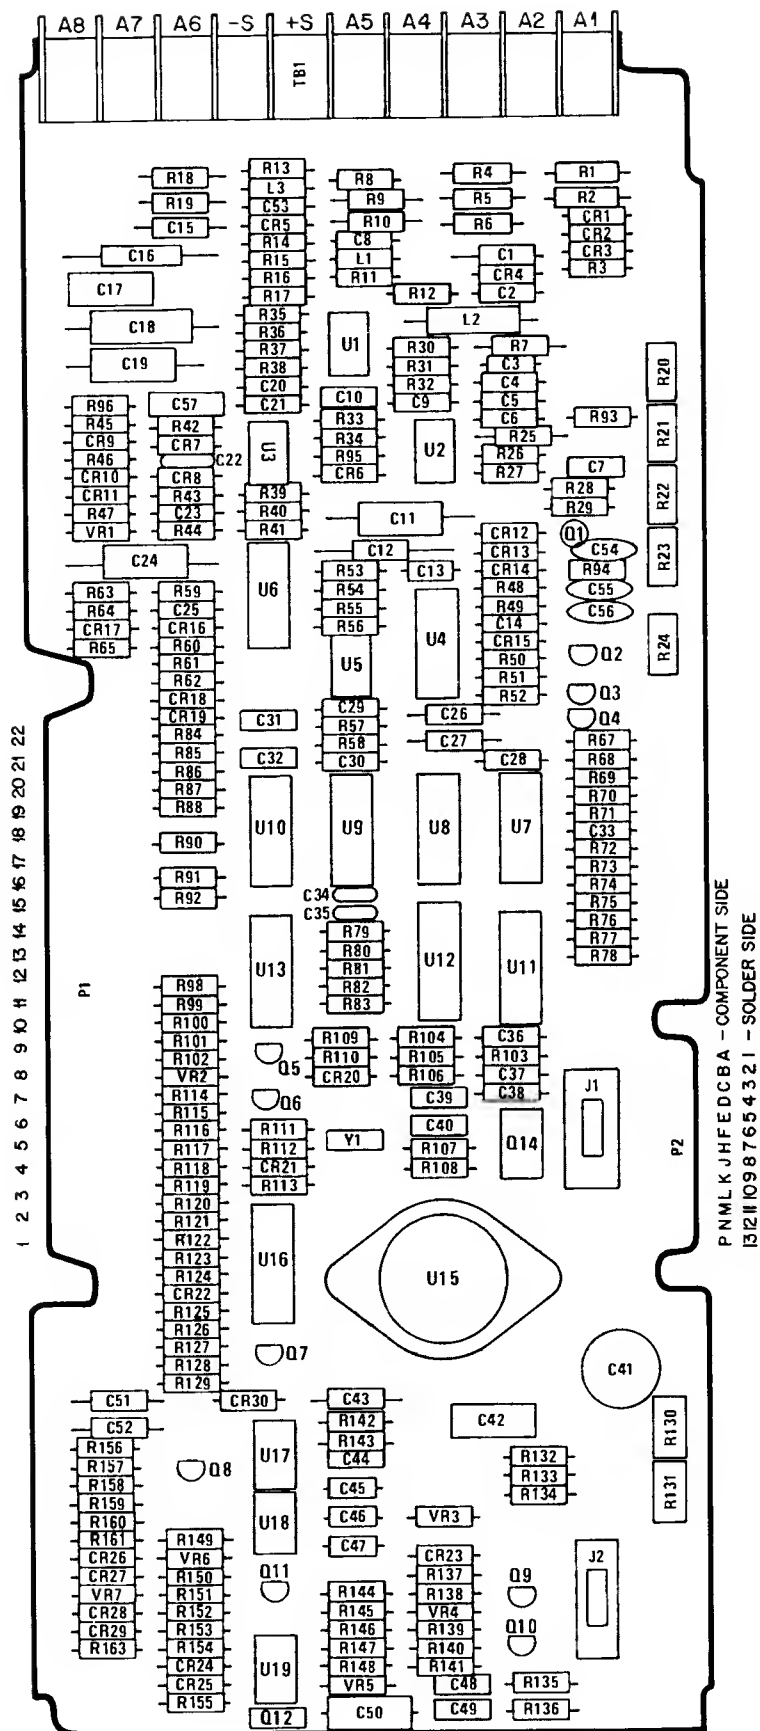 A8 A7 A6 -S +S A5 A4 A3 A2 A1
TB1
R18 R13 R8 R4 R1
L3
R19 C53 R9 R5 R2
C15 CR5 R10 R6 CR1
R14 C8 CR2
C16 R15 L1 C1 CR3
R16 R11 CR4 R3
C17 R17 R12 C2
C18 R35 L2
R36 U1
R37 R30 R7
C19 R38 R31 C3 R20
C20 R32 C4
R96 C57 C21 C10 C9 C5
R45 R42 R33 C6 R93 R21
CR9 CR7 U3 R34 U2 R25
R46 C22 R95 R26
CR10 CR8 CR6 R27 C7
CR11 R43 R39 R28 R22
R47 C23 R40 C11 R29
VR1 R44 R41 CR12 Q1
C24 C12 CR13 C54 R23
U6 R53 C13 CR14 R94
R63 R59 R54 R48 C55
R64 C25 R55 U4 R49 C56
CR17 CR16 R56 C14
R65 R60 U5 CR15 Q2 R24
R61 R50
R62 R51
CR18 C29 R52 Q3
CR19 C31 R57 C26 Q4
R84 R58 C27 R67
R85 C32 C30 C28 R68
R86 R69
R87 R70
R88 U10 U9 U8 U7 R71
C33
R90 R72
R73
R91 R74
R92 C34 R75
C35 R76
R79 R77
R80 R78
U13 R81 U12 U11
R98 R82
R99 R83
R100
R101 R109 R104 C36
R102 Q5 R110 R105 R103
VR2 CR20 R106 C37
R114 Q6 C39 C38 J1
R115
R116 R111 Y1 C40 Q14
R117 R112 R107
R118 CR21 R108
R119 R113
R120
R121
R122 U16 U15
R123
R124
CR22
R125
R126
R127 Q7
R128 C41
R129
C51 CR30 C43 C42 R130
C52 R142
R156 U17 R143 R132
R157 Q8 C44 R133
R158 C45 R134 R131
R159 U18 C46 VR3
R160
R161 R149 C47 J2
CR26 VR6 Q11 CR23
CR27 R150 R137 Q9
VR7 R151 R144 R138
CR28 R152 R145 VR4 Q10
CR29 R153 R146 R139
R163 R154 R147 R140
CR24 U19 R148 R141
CR25 VR5 C48 R135
R155 Q12 C50 C49 R136
P1
1 2 3 4 5 6 7 8 9 10 11 12 13 14 15 16 17 18 19 20 21 22
P2
P N M L K J H F E D C B A - COMPONENT SIDE
13 12 11 10 9 8 7 6 5 4 3 2 1 - SOLDER SIDE